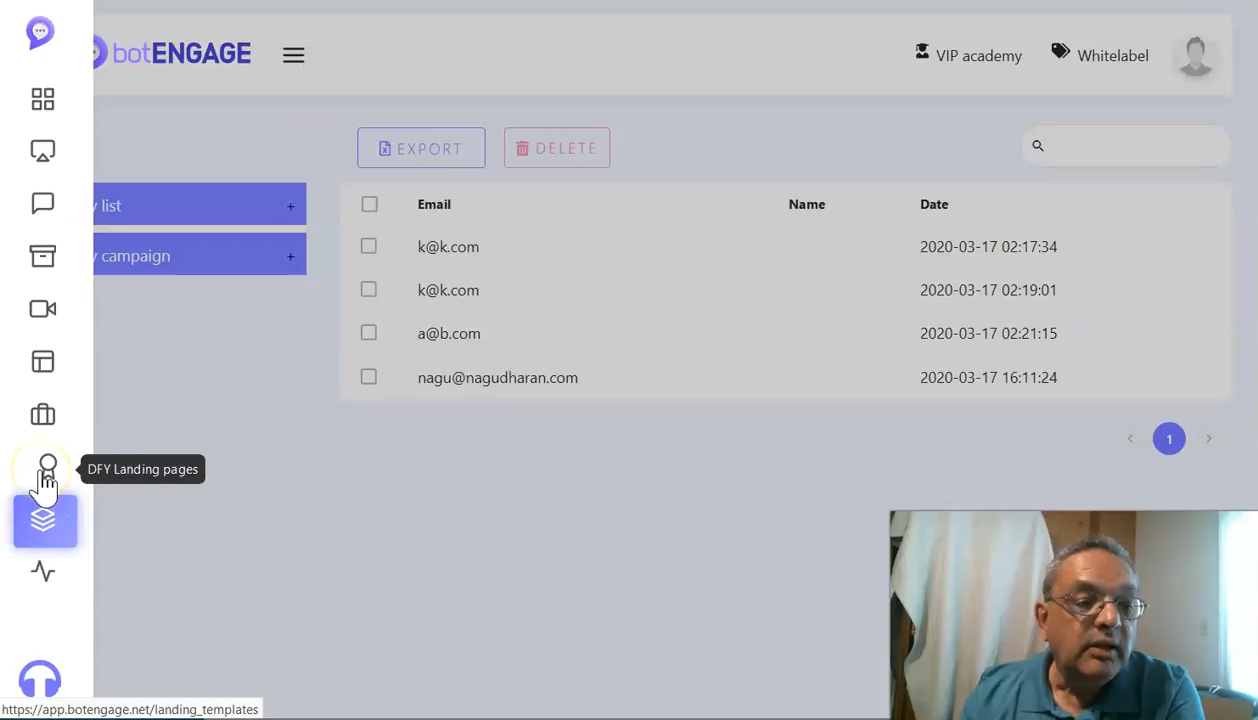 botENGAGE
VIP academy
Whitelabel
EXPORT
DELETE
y list +
y campaign +
Email Name Date
k@k.com 2020-03-17 02:17:34
k@k.com 2020-03-17 02:19:01
a@b.com 2020-03-17 02:21:15
nagu@nagudharan.com 2020-03-17 16:11:24
< 1 >
DFY Landing pages
https://app.botengage.net/landing_templates